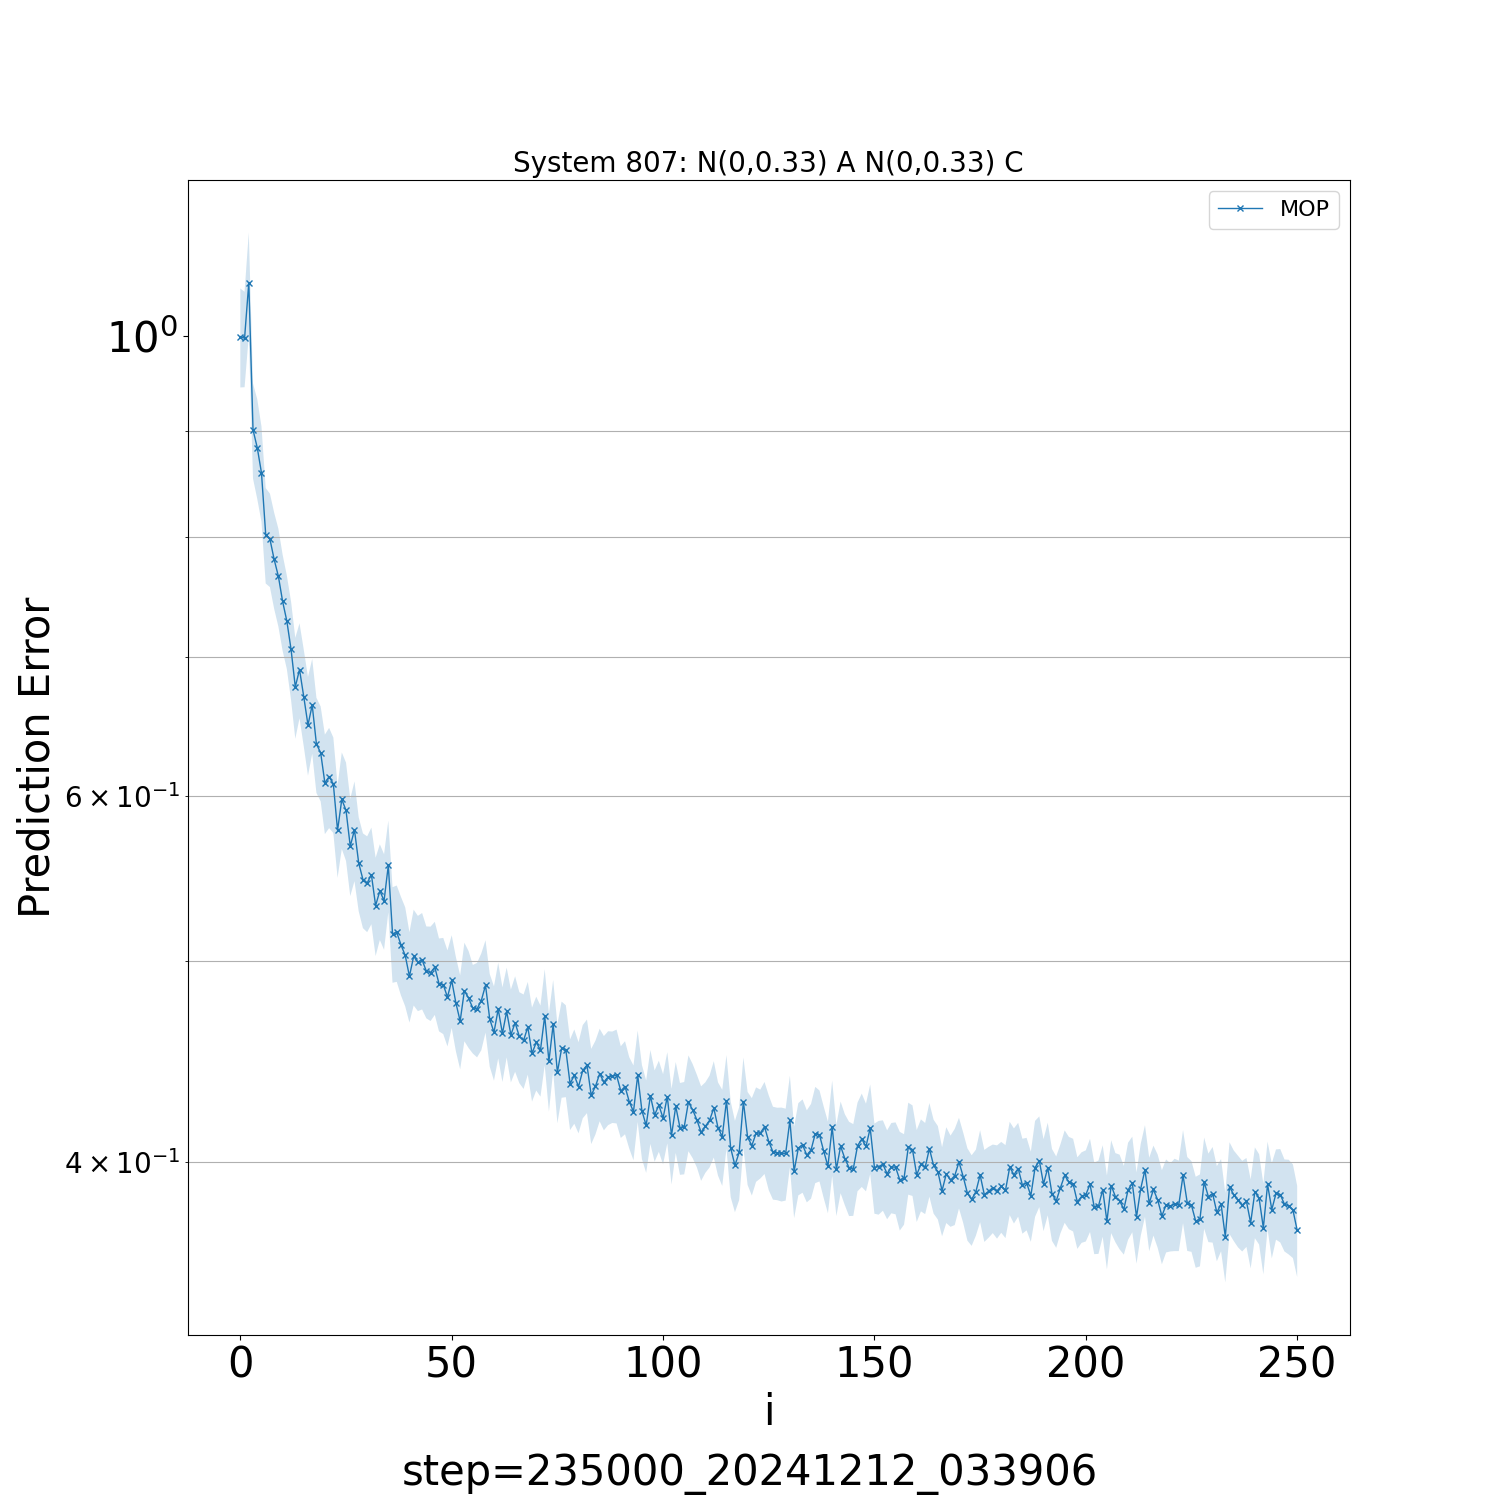 System 807: N(0,0.33) A N(0,0.33) C
MOP
10⁰
6 × 10⁻¹
4 × 10⁻¹
Prediction Error
0 50 100 150 200 250
i
step=235000_20241212_033906